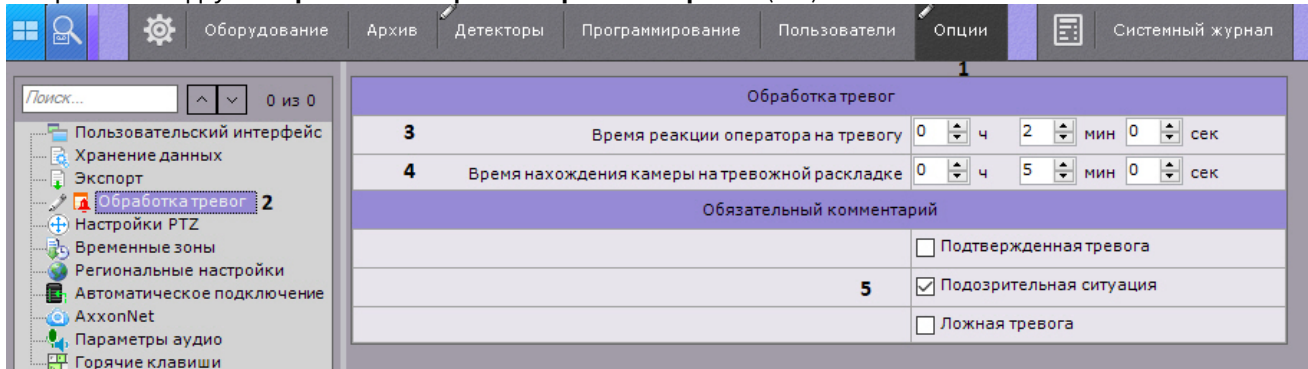 Оборудование Архив Детекторы Программирование Пользователи Опции Системный журнал
1
Поиск... 0 из 0
Пользовательский интерфейс
Хранение данных
Экспорт
Обработка тревог 2
Настройки PTZ
Временные зоны
Региональные настройки
Автоматическое подключение
AxxonNet
Параметры аудио
Горячие клавиши
Обработка тревог
3 Время реакции оператора на тревогу 0 ч 2 мин 0 сек
4 Время нахождения камеры на тревожной раскладке 0 ч 5 мин 0 сек
Обязательный комментарий
Подтвержденная тревога
5 Подозрительная ситуация
Ложная тревога